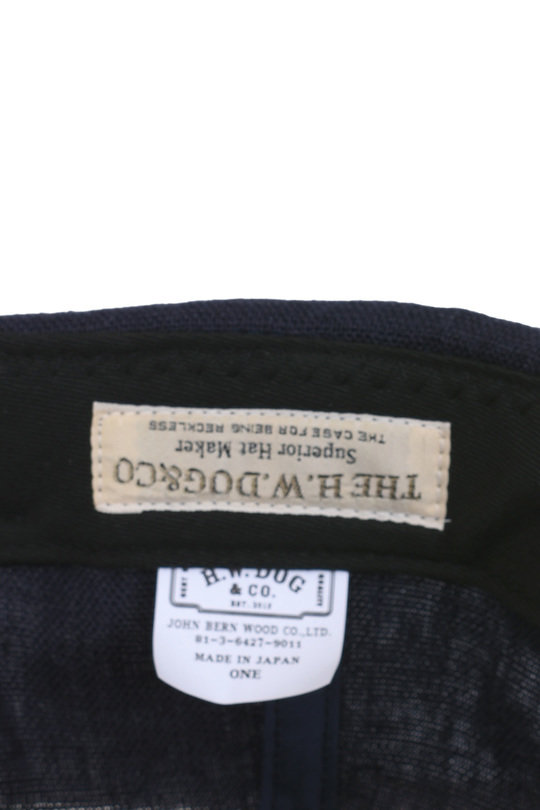 THE H.W.DOG&CO
Superior Hat Maker
THE CASE FOR BEING RECKLESS
H.W. DOG
& CO.
EST. 2012
JOHN BERN WOOD CO.,LTD.
81-3-6427-9011
MADE IN JAPAN
ONE